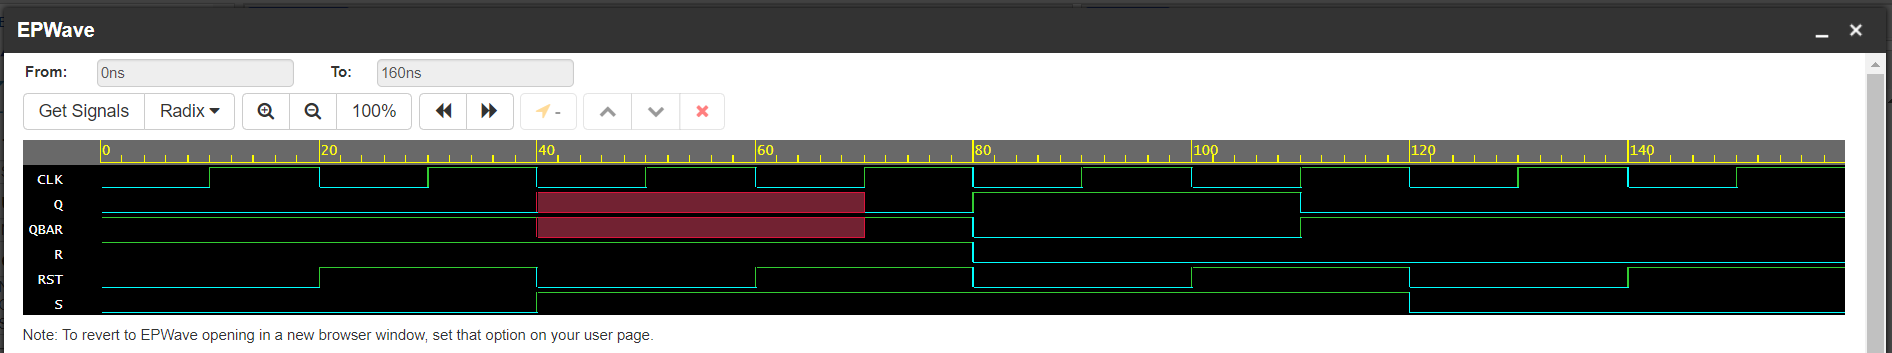 EPWave
From: 0ns To: 160ns
Get Signals Radix 100% -
0 20 40 60 80 100 120 140
CLK
Q
QBAR
R
RST
S
Note: To revert to EPWave opening in a new browser window, set that option on your user page.